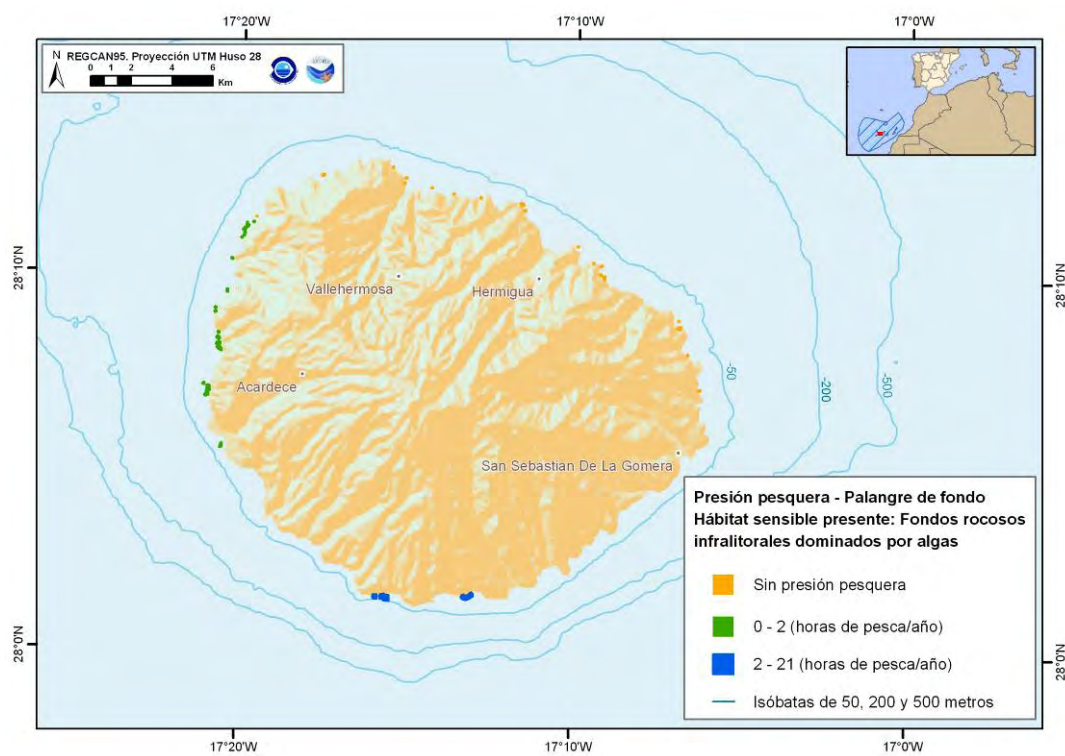 17°20'W
17°10'W
17°0'W
N
REGCAN95. Proyección UTM Huso 28
0 1 2 4 6
Km
28°10'N
28°10'N
Vallehermosa
Hermigua
-50
-200
-500
Acardece
San Sebastian De La Gomera
Presión pesquera - Palangre de fondo
Hábitat sensible presente: Fondos rocosos
infralitorales dominados por algas
Sin presión pesquera
0 - 2 (horas de pesca/año)
2 - 21 (horas de pesca/año)
Isóbatas de 50, 200 y 500 metros
28°0'N
28°0'N
17°20'W
17°10'W
17°0'W